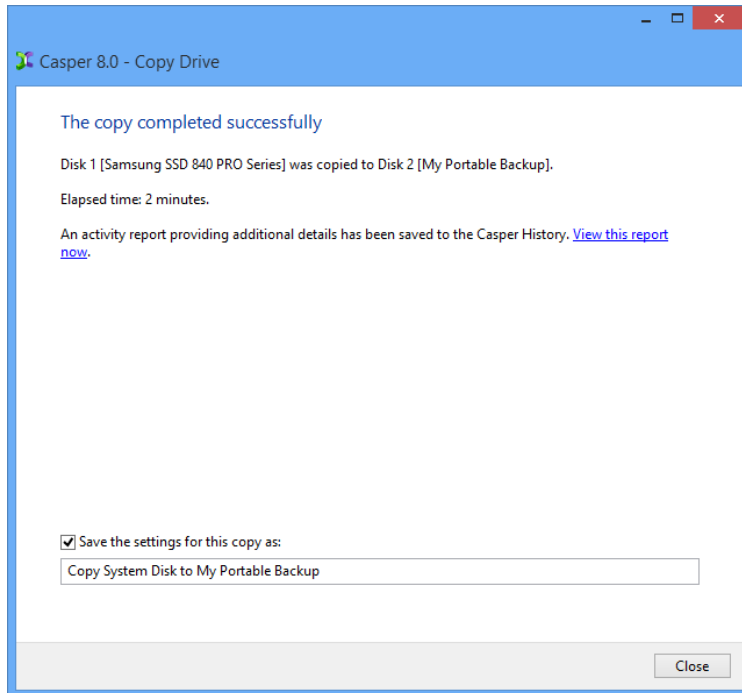 Casper 8.0 - Copy Drive
The copy completed successfully
Disk 1 [Samsung SSD 840 PRO Series] was copied to Disk 2 [My Portable Backup].
Elapsed time: 2 minutes.
An activity report providing additional details has been saved to the Casper History. View this report
now.
Save the settings for this copy as:
Copy System Disk to My Portable Backup
Close